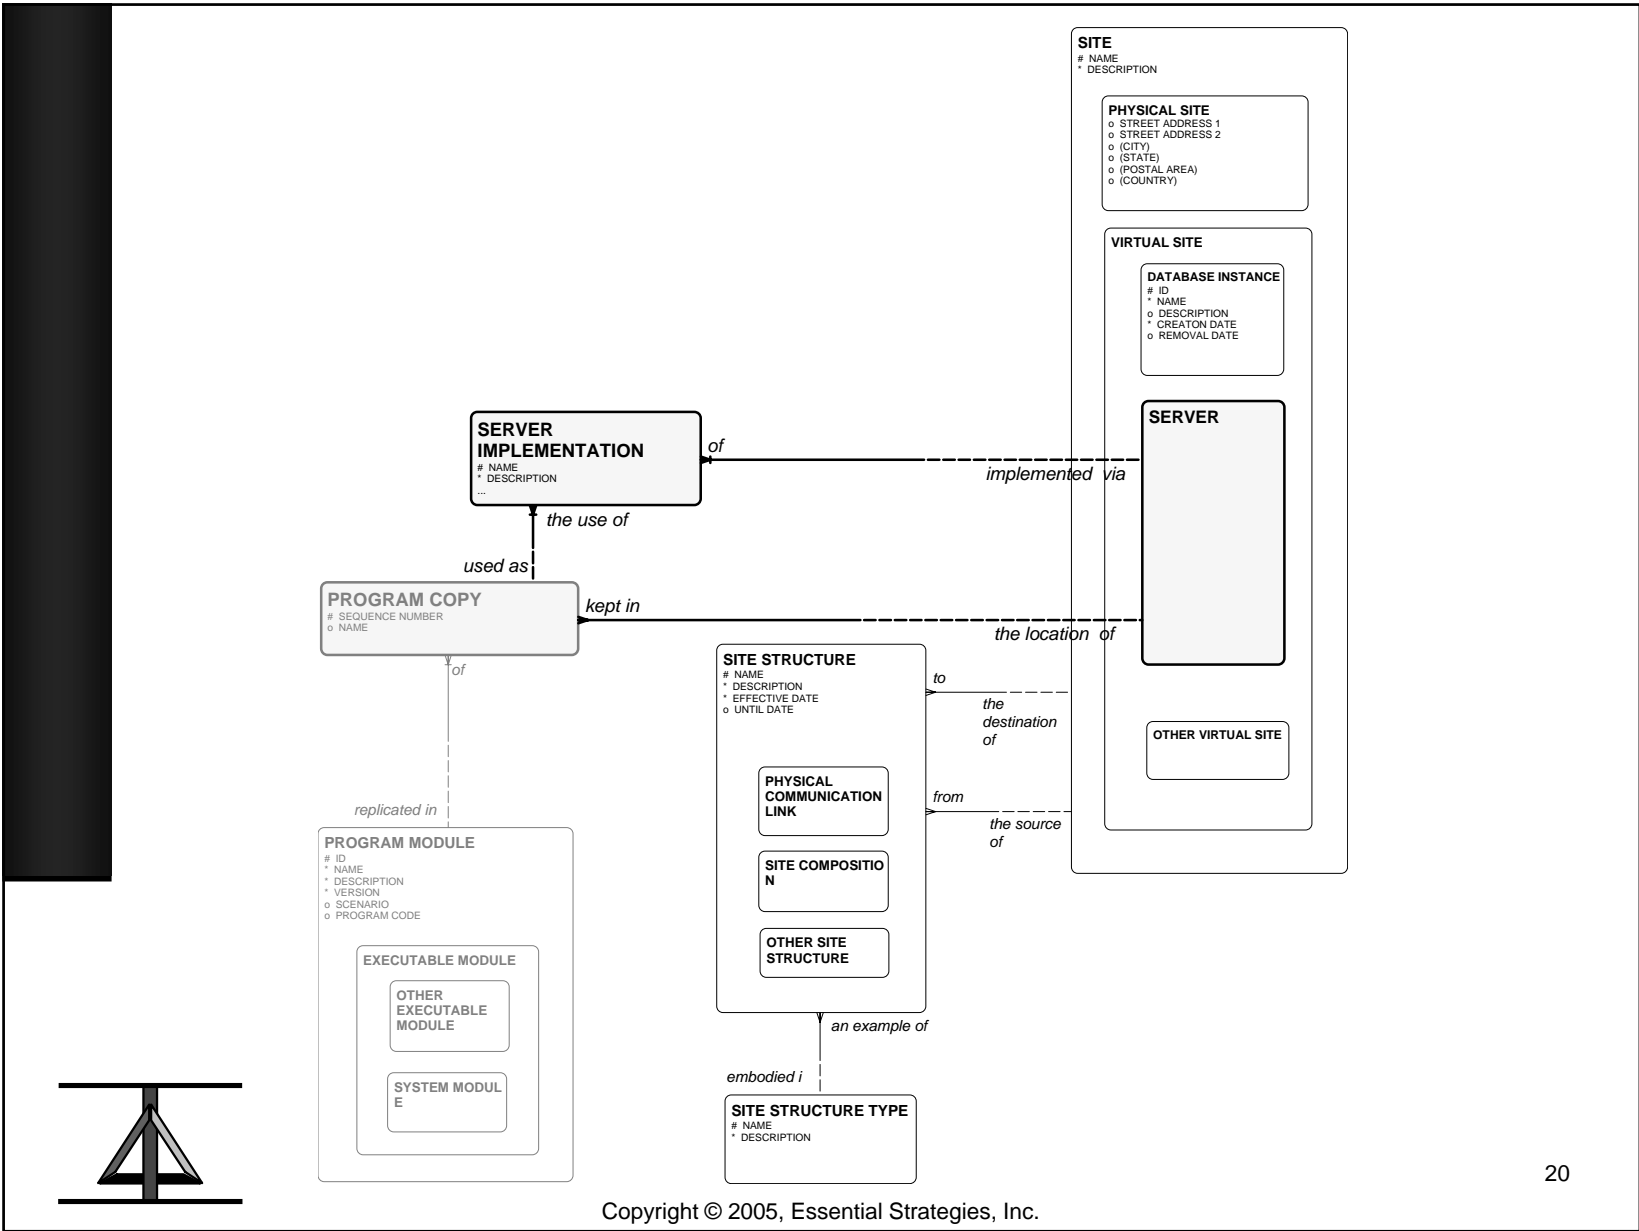 SITE
# NAME
* DESCRIPTION
PHYSICAL SITE
o STREET ADDRESS 1
o STREET ADDRESS 2
o (CITY)
o (STATE)
o (POSTAL AREA)
o (COUNTRY)
VIRTUAL SITE
DATABASE INSTANCE
# ID
* NAME
o DESCRIPTION
* CREATON DATE
o REMOVAL DATE
SERVER
OTHER VIRTUAL SITE
SERVER
IMPLEMENTATION
# NAME
* DESCRIPTION
...
of
implemented via
the use of
used as
PROGRAM COPY
# SEQUENCE NUMBER
o NAME
kept in
the location of
of
replicated in
PROGRAM MODULE
# ID
* NAME
* DESCRIPTION
* VERSION
o SCENARIO
o PROGRAM CODE
EXECUTABLE MODULE
OTHER
EXECUTABLE
MODULE
SYSTEM MODUL
E
SITE STRUCTURE
# NAME
* DESCRIPTION
* EFFECTIVE DATE
o UNTIL DATE
PHYSICAL
COMMUNICATION
LINK
SITE COMPOSITIO
N
OTHER SITE
STRUCTURE
to
the
destination
of
from
the source
of
an example of
embodied i
SITE STRUCTURE TYPE
# NAME
* DESCRIPTION
20
Copyright © 2005, Essential Strategies, Inc.